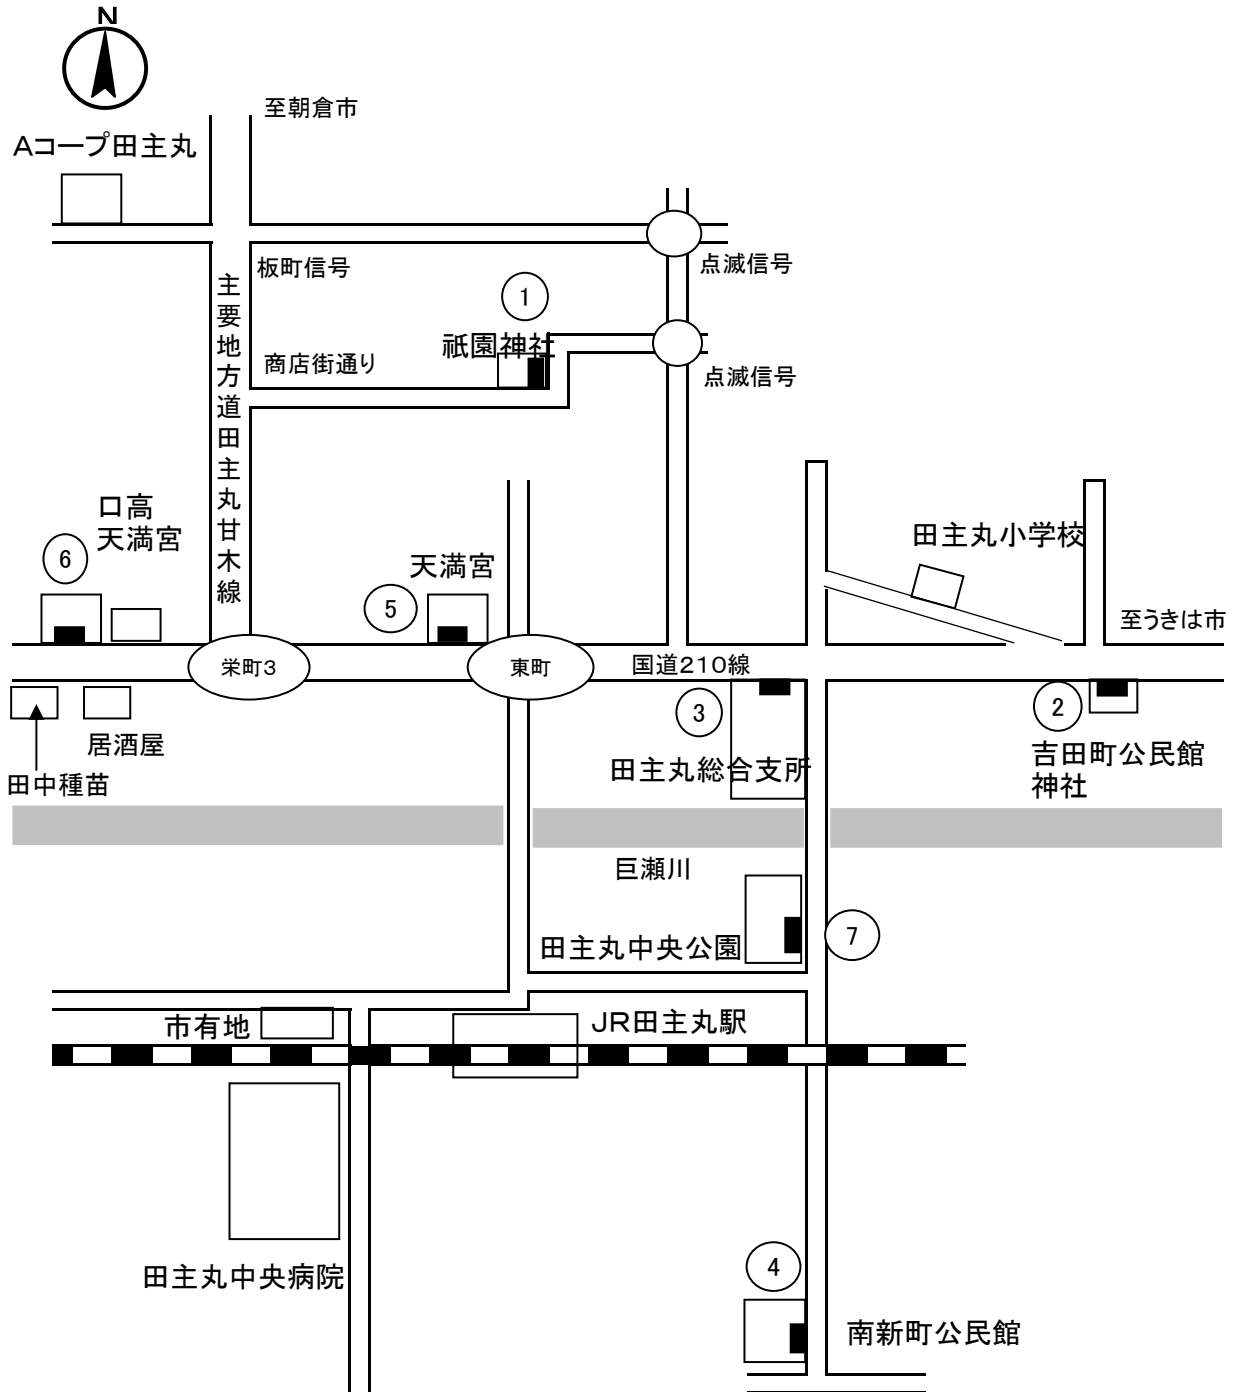 N
至朝倉市
Aコープ田主丸
板町信号
点滅信号
主要地方道田主丸甘木線
1
祇園神社
商店街通り
点滅信号
口高
天満宮
6
田主丸小学校
天満宮
5
至うきは市
栄町3
東町
国道210線
3
2
居酒屋
田中種苗
田主丸総合支所
吉田町公民館
神社
巨瀬川
田主丸中央公園
7
市有地
JR田主丸駅
田主丸中央病院
4
南新町公民館